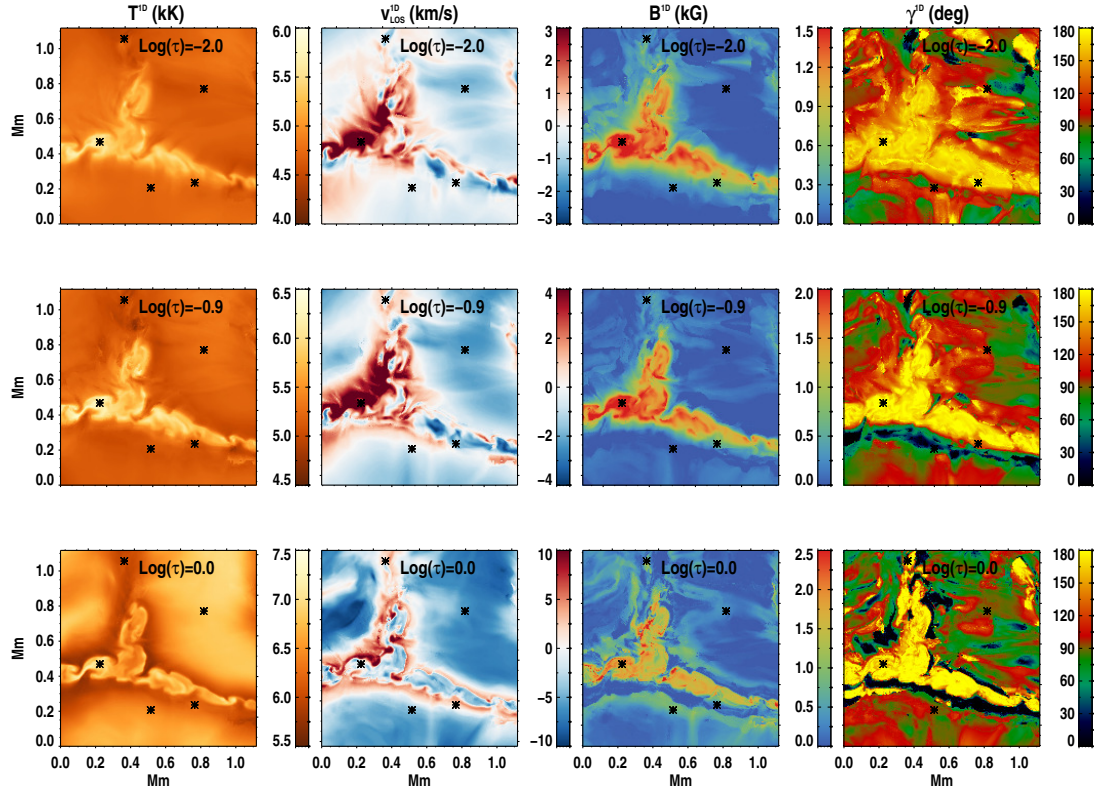 T¹ᴰ (kK) v_LOS¹ᴰ (km/s) B¹ᴰ (kG) γ¹ᴰ (deg)
Log(τ)=−2.0 Log(τ)=−2.0 Log(τ)=−2.0 Log(τ)=−2.0
Mm
1.0 0.8 0.6 0.4 0.2 0.0
6.0 5.5 5.0 4.5 4.0
3 2 1 0 −1 −2 −3
1.5 1.2 0.9 0.6 0.3 0.0
180 150 120 90 60 30 0
Log(τ)=−0.9 Log(τ)=−0.9 Log(τ)=−0.9 Log(τ)=−0.9
Mm
1.0 0.8 0.6 0.4 0.2 0.0
6.5 6.0 5.5 5.0 4.5
4 2 0 −2 −4
2.0 1.5 1.0 0.5 0.0
180 150 120 90 60 30 0
Log(τ)=0.0 Log(τ)=0.0 Log(τ)=0.0 Log(τ)=0.0
Mm
1.0 0.8 0.6 0.4 0.2 0.0
7.5 7.0 6.5 6.0 5.5
10 5 0 −5 −10
2.5 2.0 1.5 1.0 0.5 0.0
180 150 120 90 60 30 0
0.0 0.2 0.4 0.6 0.8 1.0 0.0 0.2 0.4 0.6 0.8 1.0 0.0 0.2 0.4 0.6 0.8 1.0 0.0 0.2 0.4 0.6 0.8 1.0
Mm Mm Mm Mm